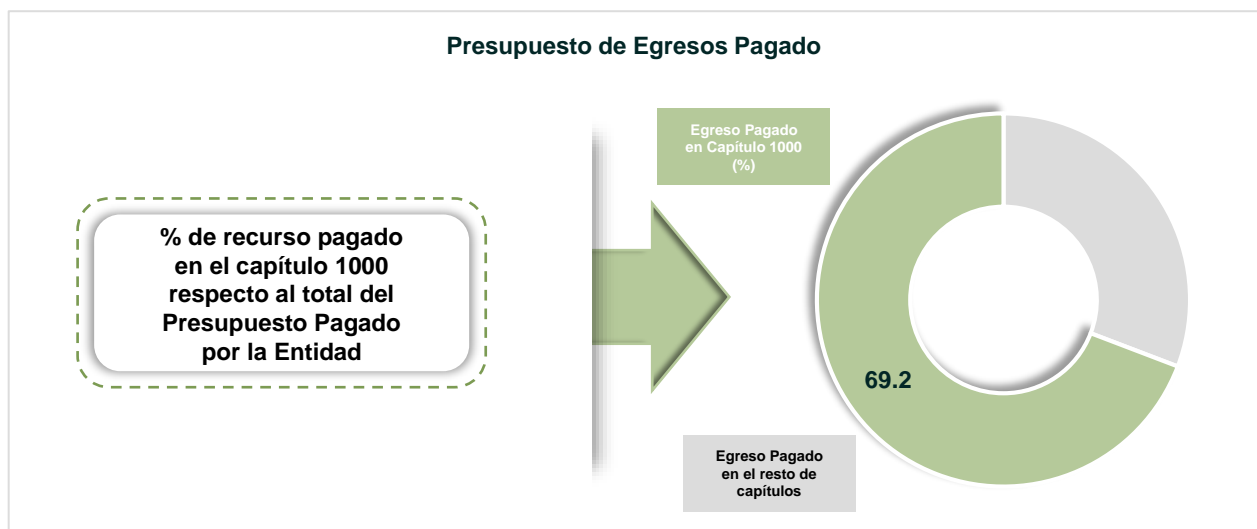 Presupuesto de Egresos Pagado
Egreso Pagado
en Capítulo 1000
(%)
% de recurso pagado
en el capítulo 1000
respecto al total del
Presupuesto Pagado
por la Entidad
69.2
Egreso Pagado
en el resto de
capítulos